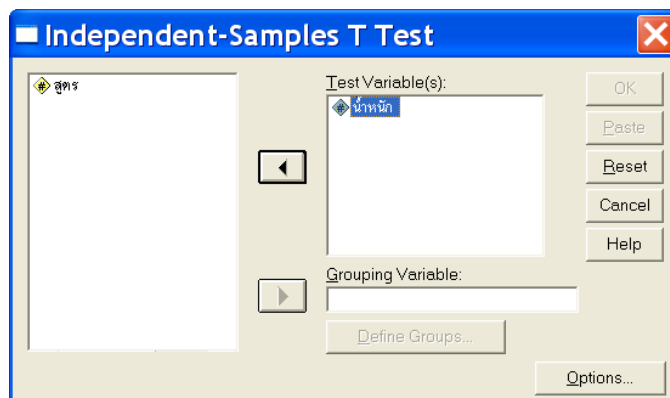 Independent-Samples T Test
สูตร
Test Variable(s):
น้ำหนัก
OK
Paste
Reset
Cancel
Help
Grouping Variable:
Define Groups...
Options...